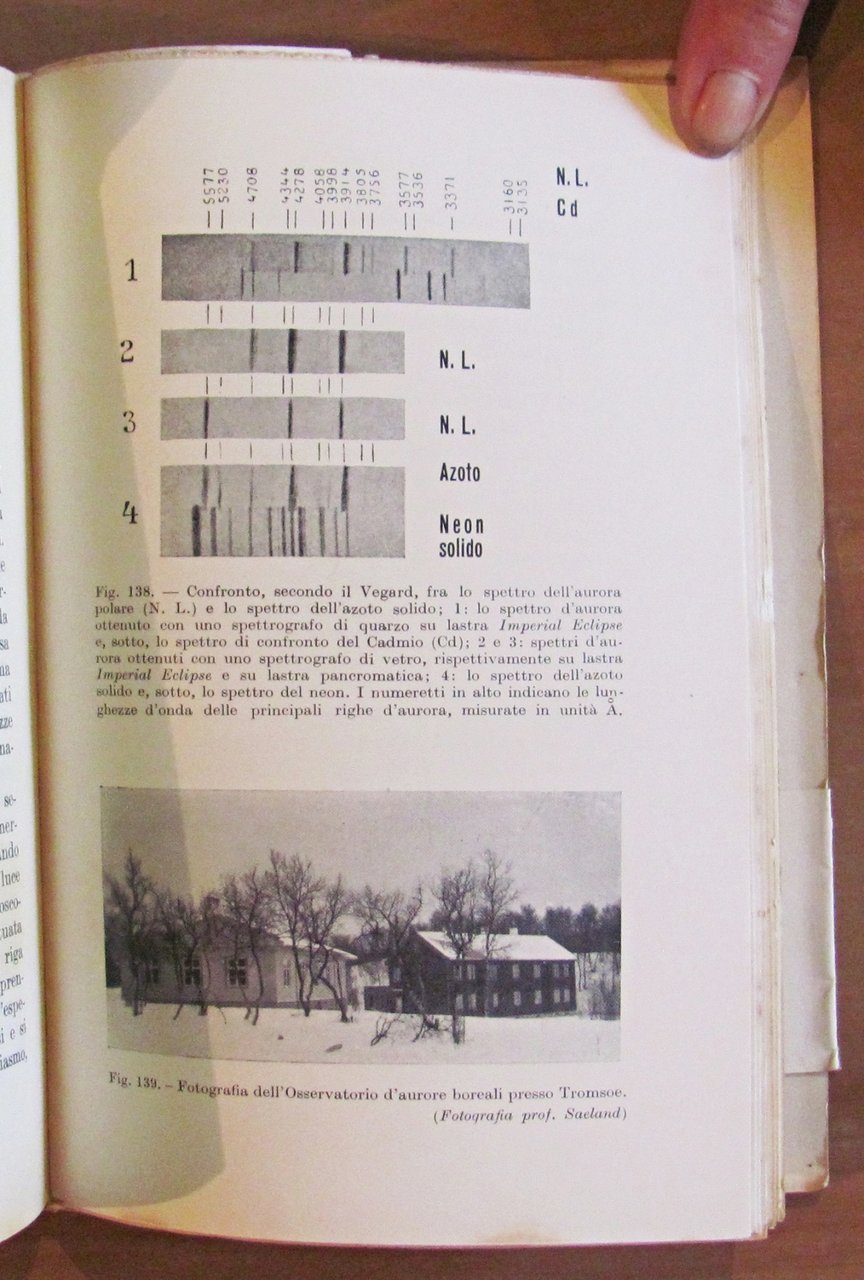 5577
5230
4708
4344
4278
4058
3998
3914
3805
3756
3577
3536
3371
3160
3135
N. L.
Cd
1
2
N. L.
3
N. L.
Azoto
4
Neon
solido
Fig. 138. — Confronto, secondo il Vegard, fra lo spettro dell'aurora
polare (N. L.) e lo spettro dell'azoto solido; 1: lo spettro d'aurora
ottenuto con uno spettrografo di quarzo su lastra Imperial Eclipse
e, sotto, lo spettro di confronto del Cadmio (Cd); 2 e 3: spettri d'au-
rora ottenuti con uno spettrografo di vetro, rispettivamente su lastra
Imperial Eclipse e su lastra pancromatica; 4: lo spettro dell'azoto
solido e, sotto, lo spettro del neon. I numeretti in alto indicano le lun-
ghezze d'onda delle principali righe d'aurora, misurate in unità Å.
Fig. 139. – Fotografia dell'Osservatorio d'aurore boreali presso Tromsoe.
(Fotografia prof. Saeland)